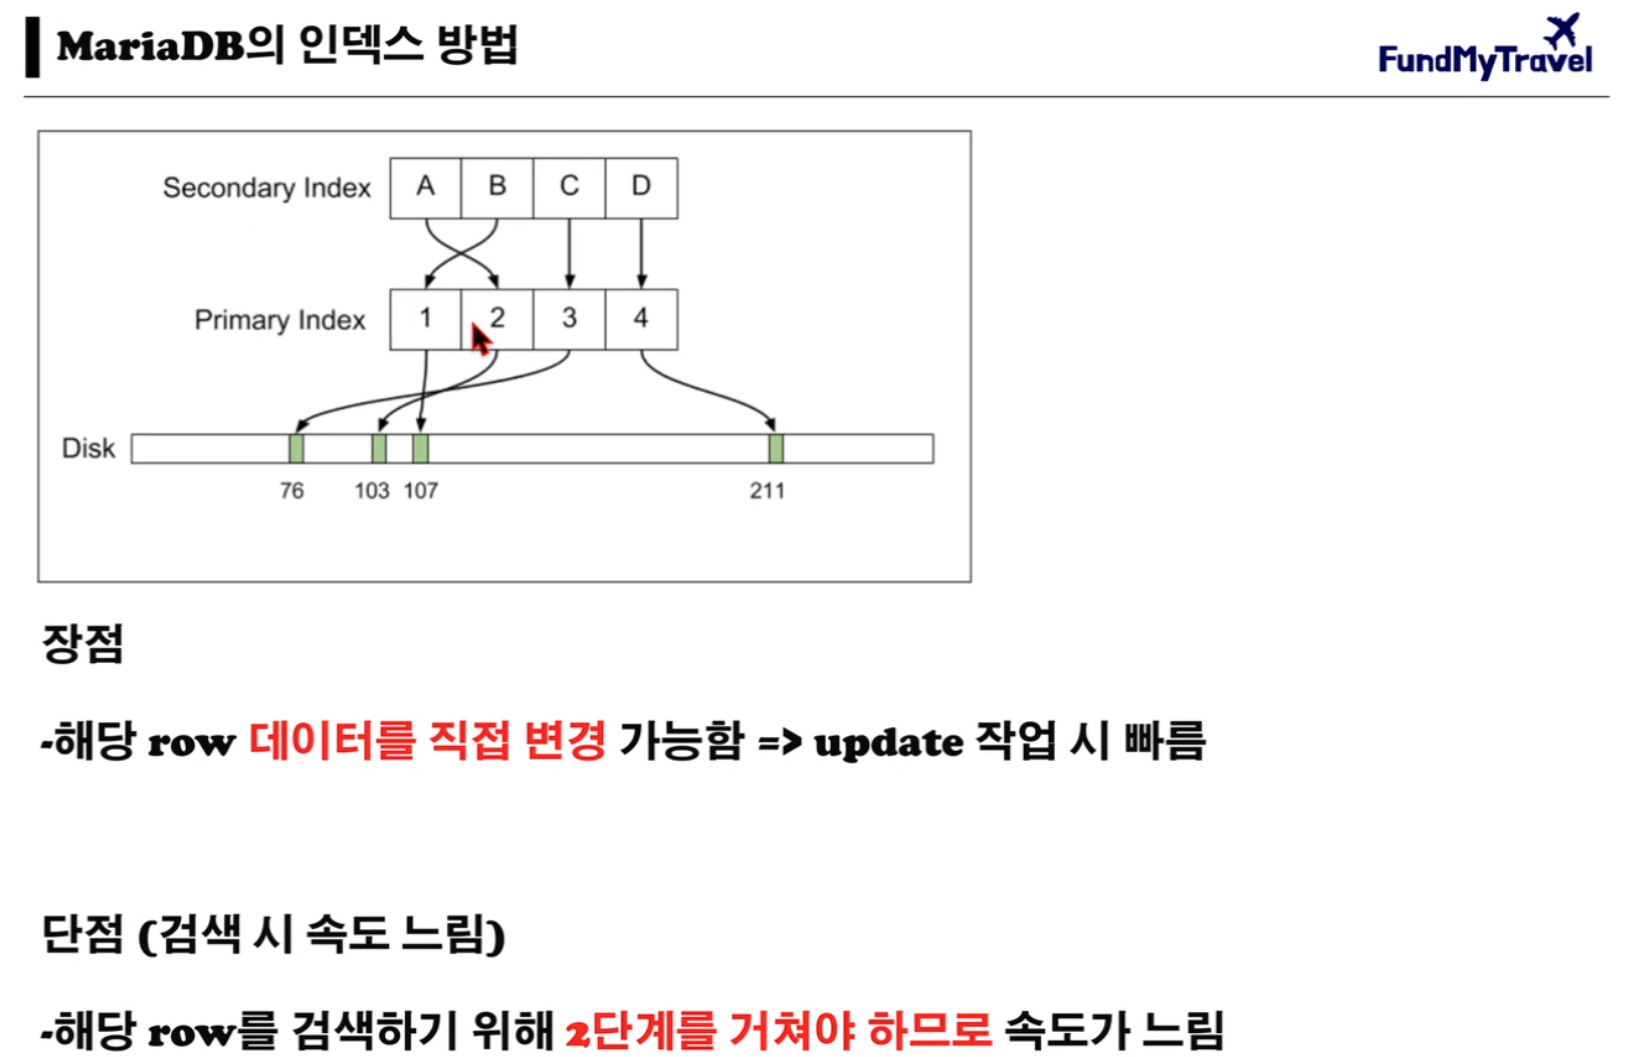 MariaDB의 인덱스 방법
FundMyTravel
Secondary Index A B C D
Primary Index 1 2 3 4
Disk
76 103 107 211
장점
-해당 row 데이터를 직접 변경 가능함 => update 작업 시 빠름
단점 (검색 시 속도 느림)
-해당 row를 검색하기 위해 2단계를 거쳐야 하므로 속도가 느림